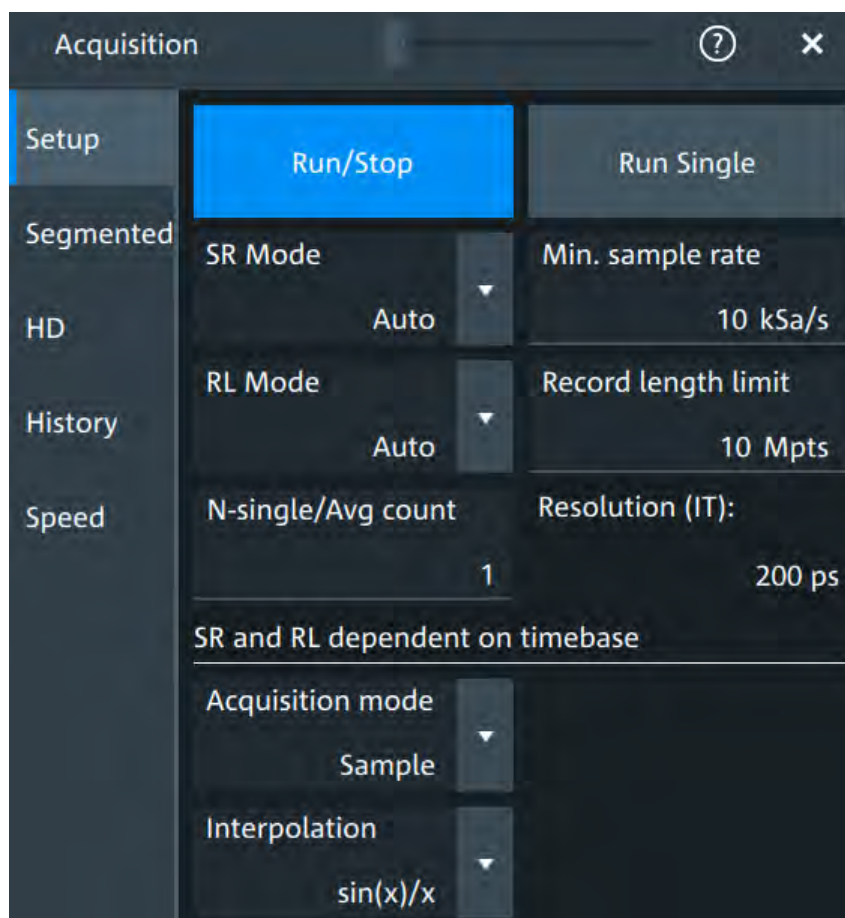 Acquisition
?
×
Setup
Segmented
HD
History
Speed
Run/Stop
Run Single
SR Mode
Auto
Min. sample rate
10 kSa/s
RL Mode
Auto
Record length limit
10 Mpts
N-single/Avg count
1
Resolution (IT):
200 ps
SR and RL dependent on timebase
Acquisition mode
Sample
Interpolation
sin(x)/x